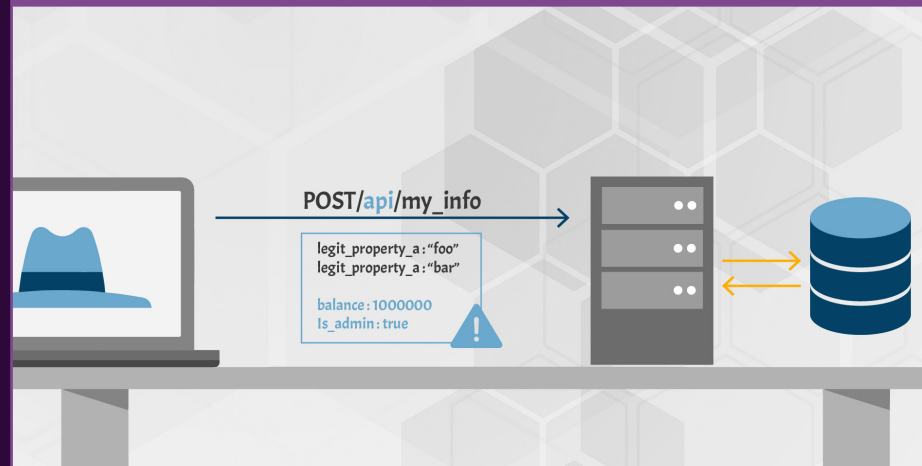 POST/api/my_info
legit_property_a : “foo”
legit_property_a : “bar”
balance : 1000000
Is_admin : true
!